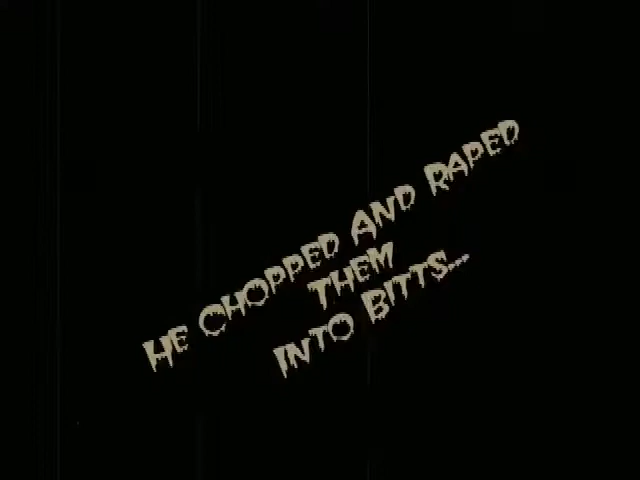 He Chopped And Raped
Them
Into Bitts...